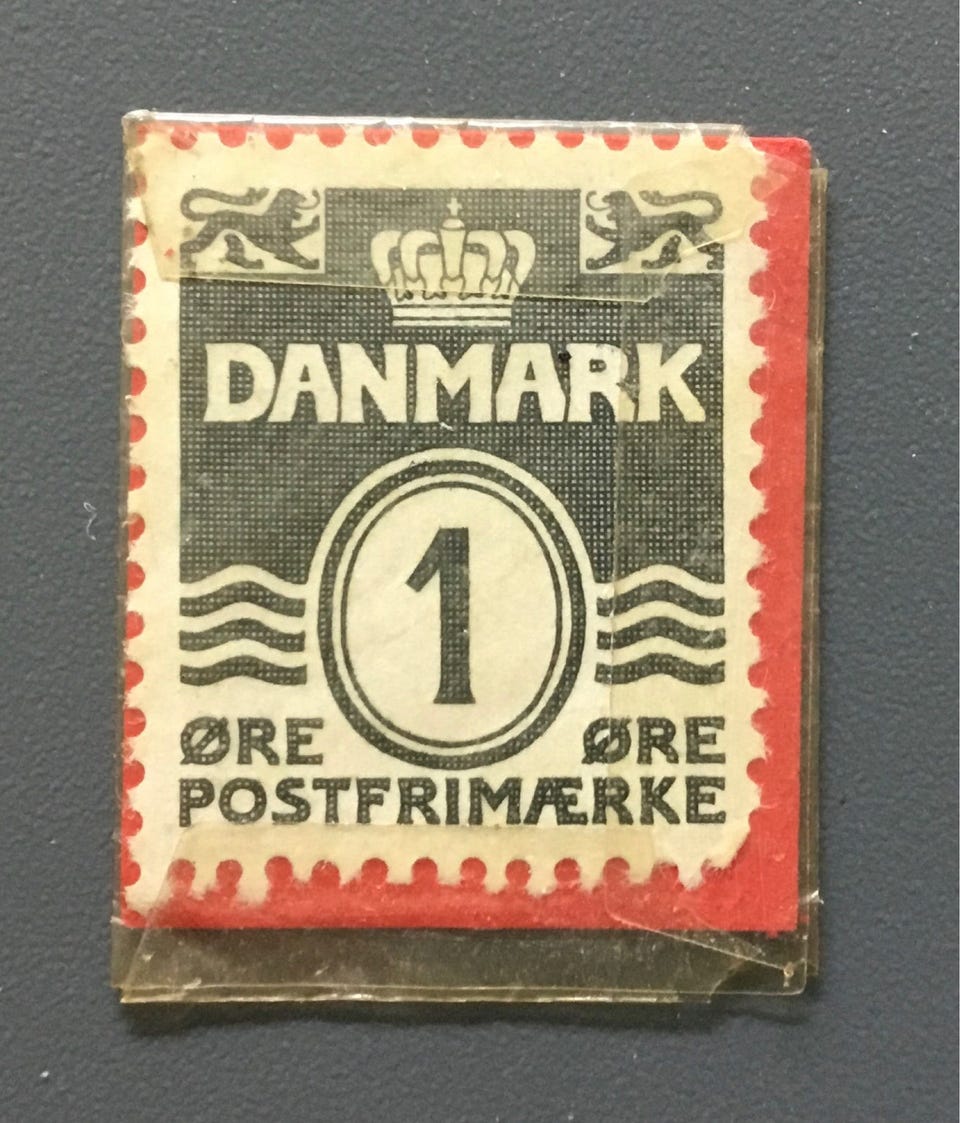 DANMARK
1
ØRE ØRE
POSTFRIMÆRKE